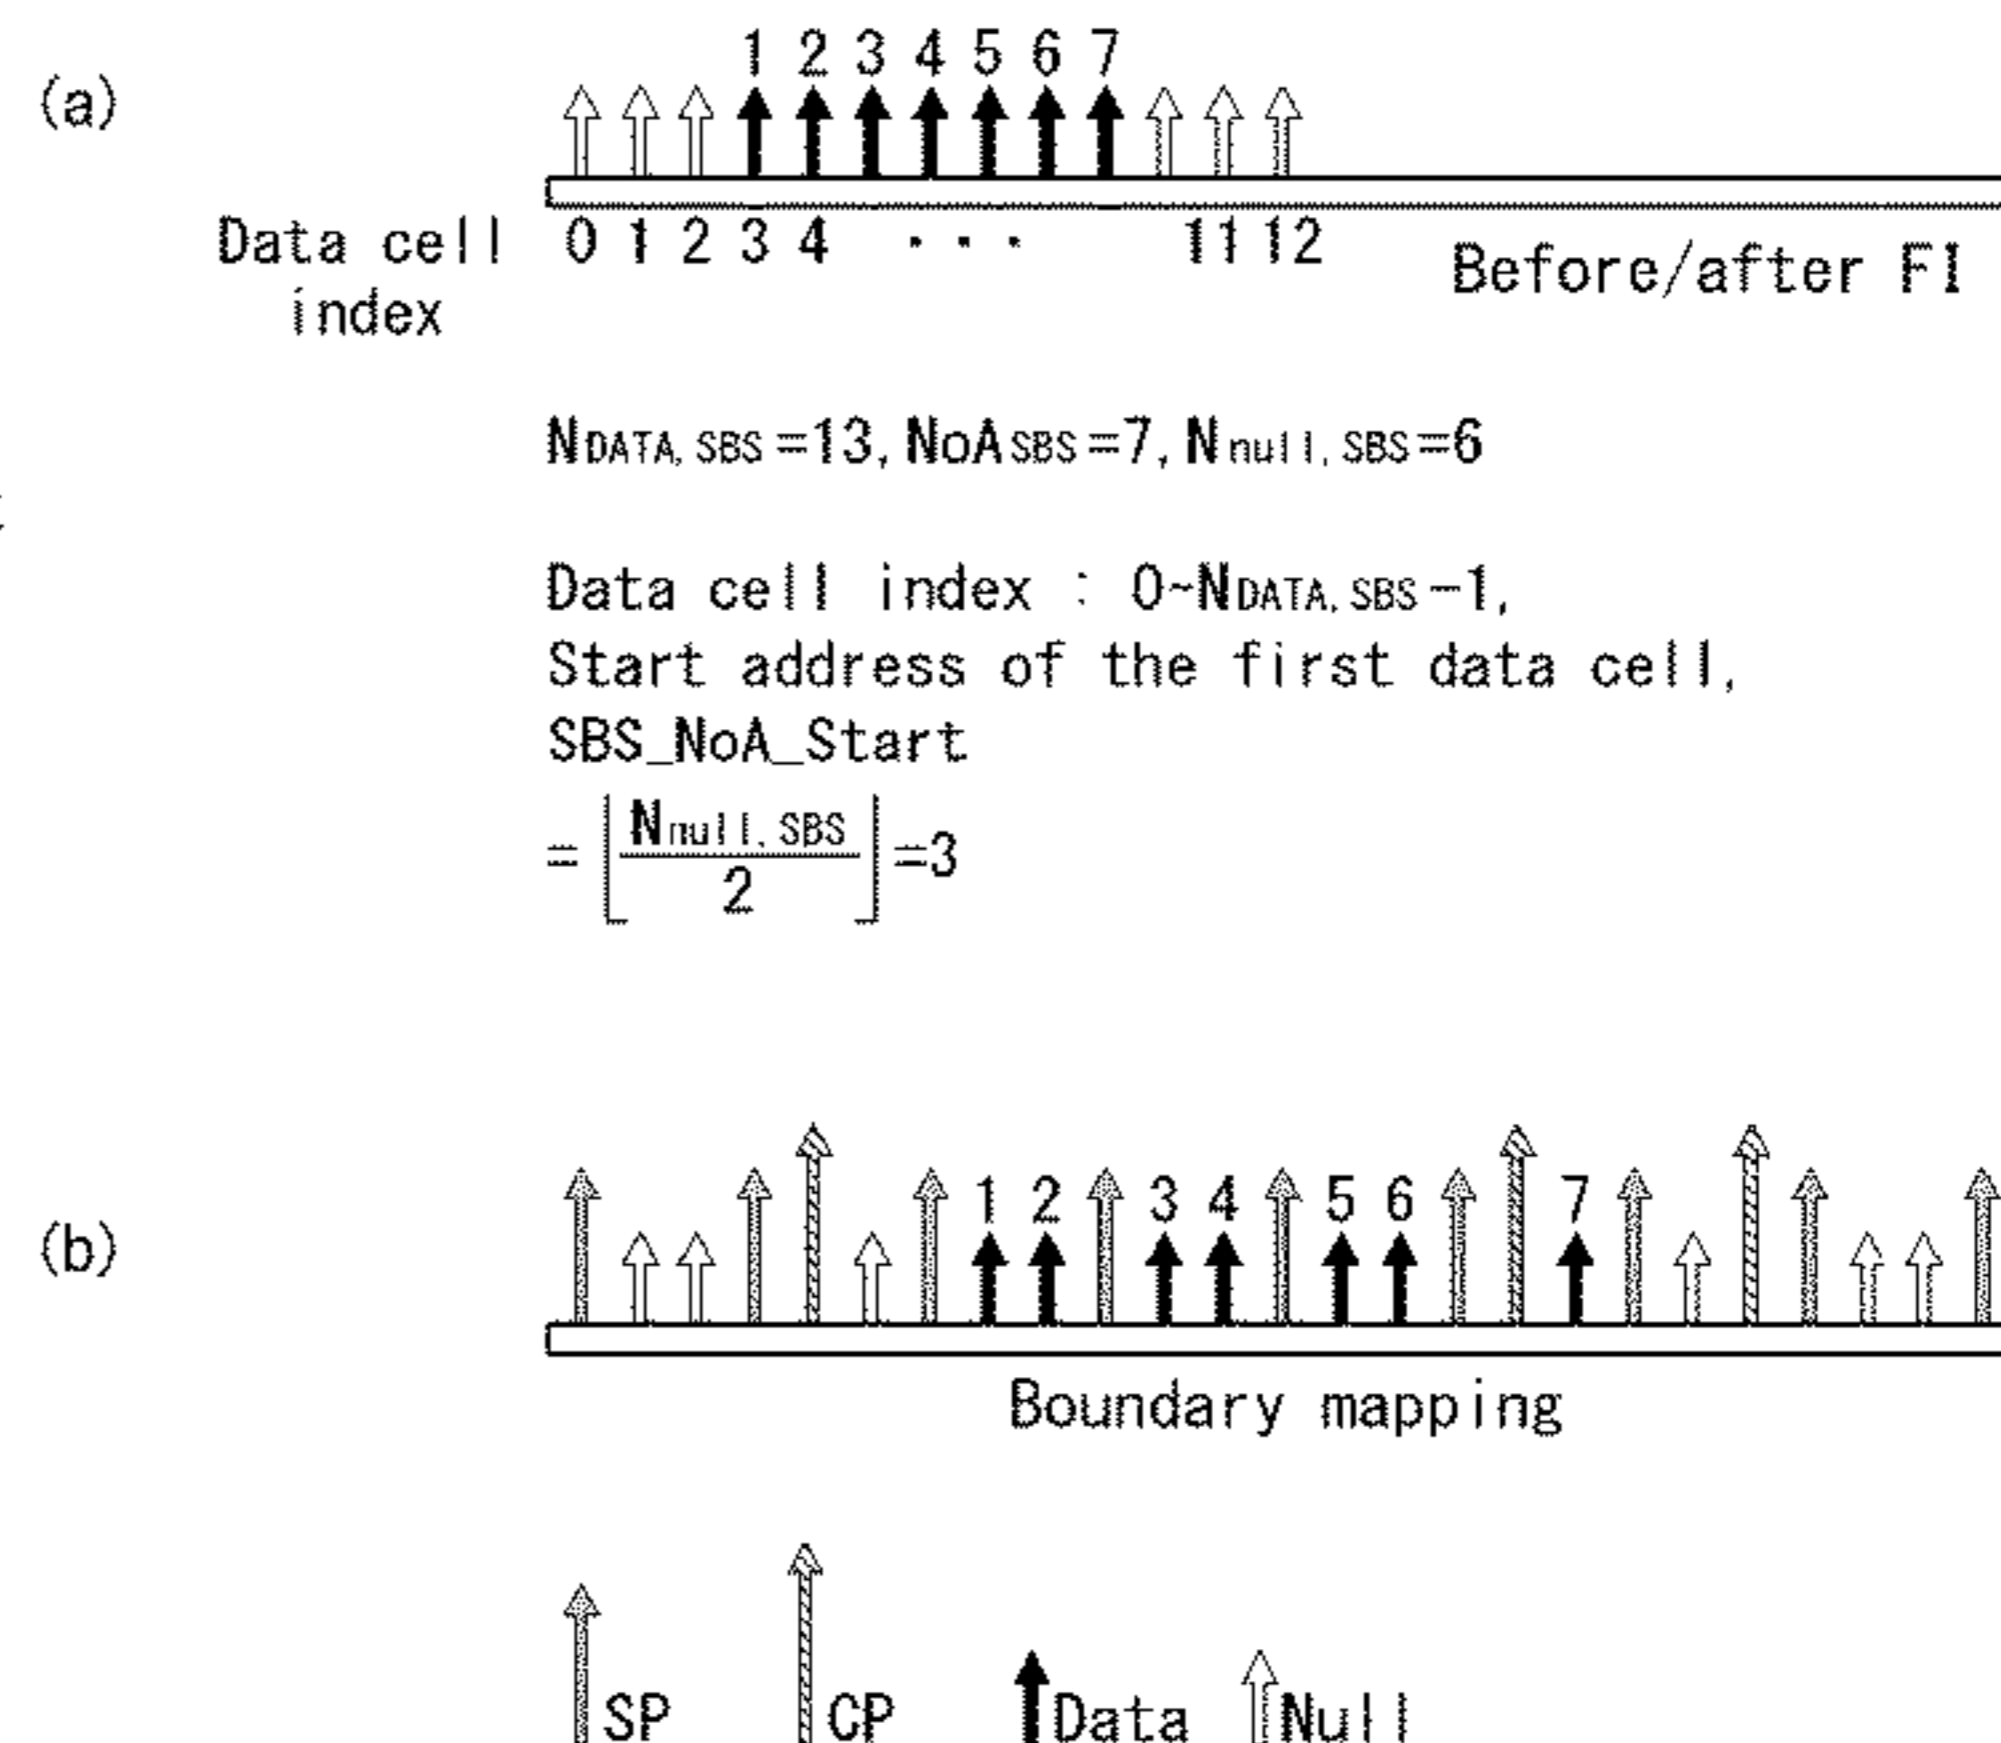 (a)
1 2 3 4 5 6 7
Data cell index
0 1 2 3 4 ... 11 12
Before/after FI
NDATA, SBS =13, NoASBS =7, Nnull, SBS=6
Data cell index : 0~NDATA, SBS -1,
Start address of the first data cell,
SBS_NoA_Start
= ⌊Nnull, SBS / 2⌋ =3
(b)
1 2 3 4 5 6 7
Boundary mapping
SP CP Data Null